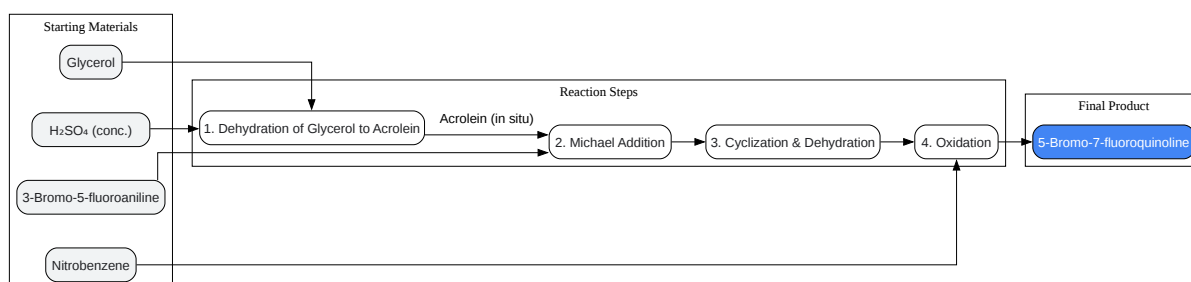 Starting Materials
Glycerol
H₂SO₄ (conc.)
3-Bromo-5-fluoroaniline
Nitrobenzene
Reaction Steps
1. Dehydration of Glycerol to Acrolein
Acrolein (in situ)
2. Michael Addition
3. Cyclization & Dehydration
4. Oxidation
Final Product
5-Bromo-7-fluoroquinoline